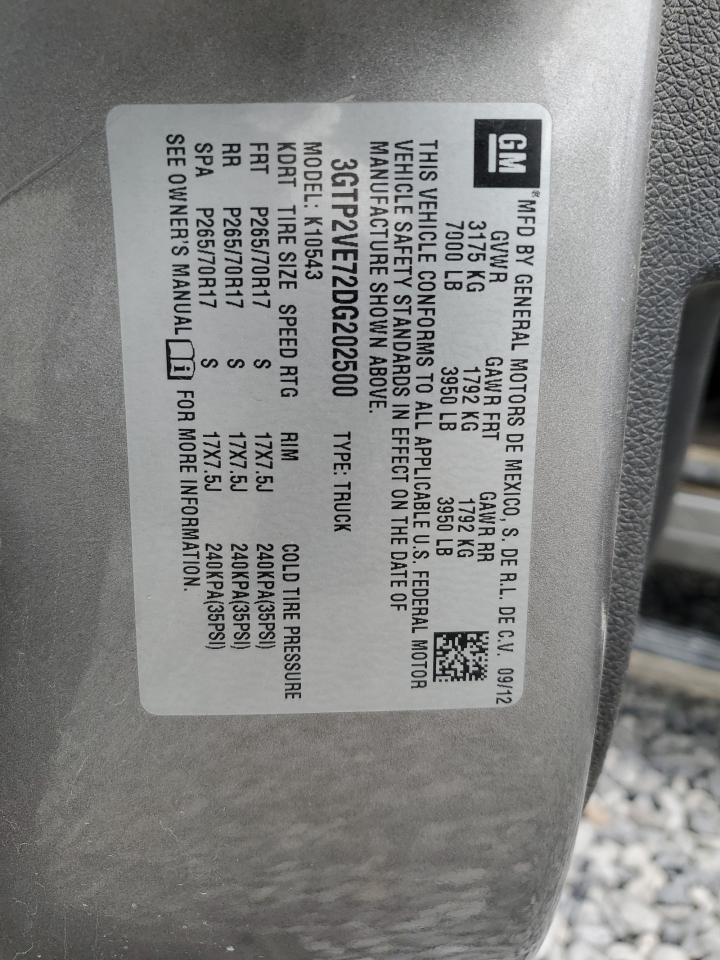 GM
®MFD BY GENERAL MOTORS DE MEXICO, S. DE R.L. DE C.V. 09/12
GVWR GAWR FRT GAWR RR
3175 KG 1792 KG 1792 KG
7000 LB 3950 LB 3950 LB
THIS VEHICLE CONFORMS TO ALL APPLICABLE U.S. FEDERAL MOTOR
VEHICLE SAFETY STANDARDS IN EFFECT ON THE DATE OF
MANUFACTURE SHOWN ABOVE.
3GTP2VE72DG202500 TYPE: TRUCK
MODEL: K10543
KDRT TIRE SIZE SPEED RTG RIM COLD TIRE PRESSURE
FRT P265/70R17 S 17X7.5J 240KPA(35PSI)
RR P265/70R17 S 17X7.5J 240KPA(35PSI)
SPA P265/70R17 S 17X7.5J 240KPA(35PSI)
SEE OWNER'S MANUAL i FOR MORE INFORMATION.